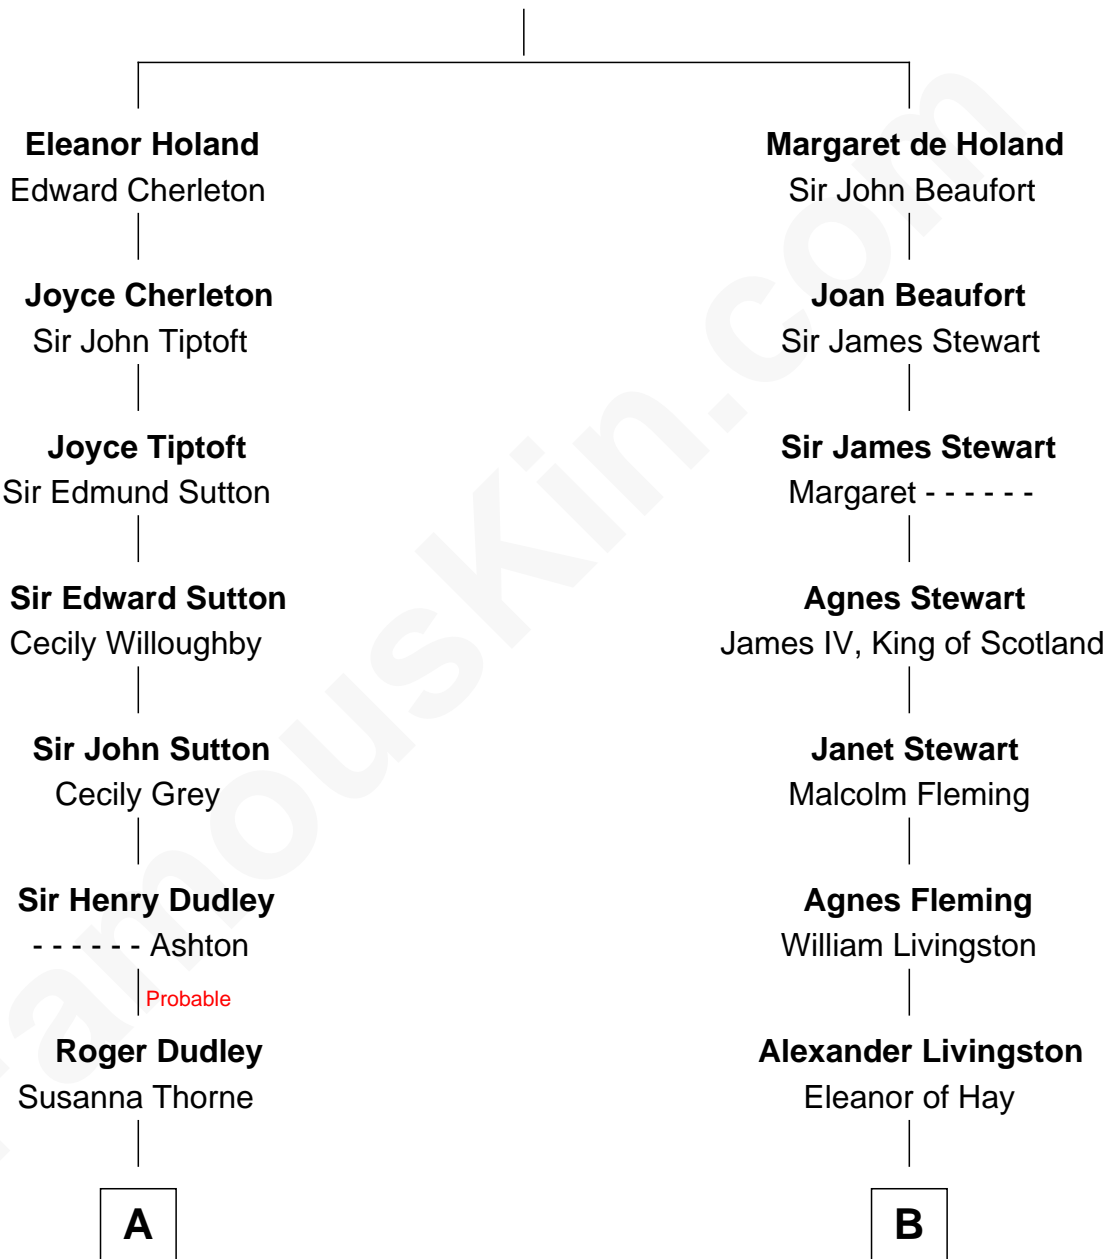 Eleanor Holand
Edward Cherleton
Joyce Cherleton
Sir John Tiptoft
Joyce Tiptoft
Sir Edmund Sutton
Sir Edward Sutton
Cecily Willoughby
Sir John Sutton
Cecily Grey
Sir Henry Dudley
- - - - - - Ashton
Probable
Roger Dudley
Susanna Thorne
A
Margaret de Holand
Sir John Beaufort
Joan Beaufort
Sir James Stewart
Sir James Stewart
Margaret - - - - - -
Agnes Stewart
James IV, King of Scotland
Janet Stewart
Malcolm Fleming
Agnes Fleming
William Livingston
Alexander Livingston
Eleanor of Hay
B
FamousKin.com